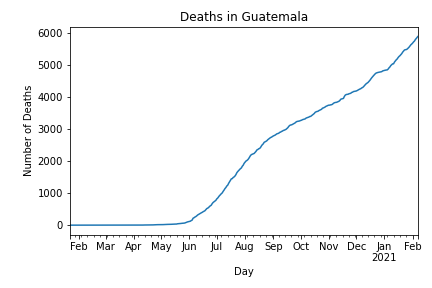 Deaths in Guatemala
Number of Deaths
6000
5000
4000
3000
2000
1000
0
Feb Mar Apr May Jun Jul Aug Sep Oct Nov Dec Jan Feb
2021
Day